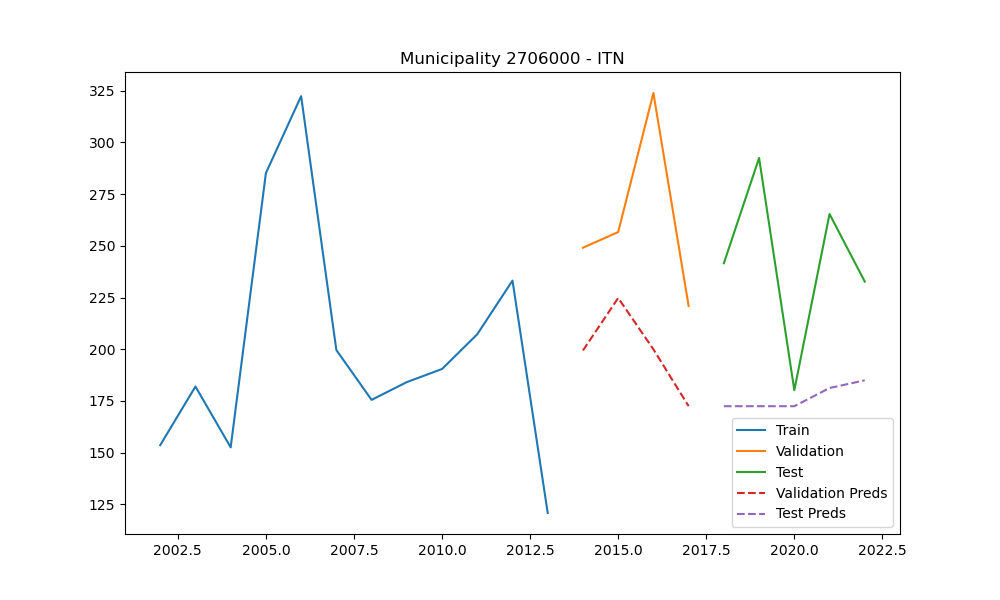 Municipality 2706000 - ITN
325
300
275
250
225
200
175
150
125
2002.5 2005.0 2007.5 2010.0 2012.5 2015.0 2017.5 2020.0 2022.5
Train
Validation
Test
Validation Preds
Test Preds